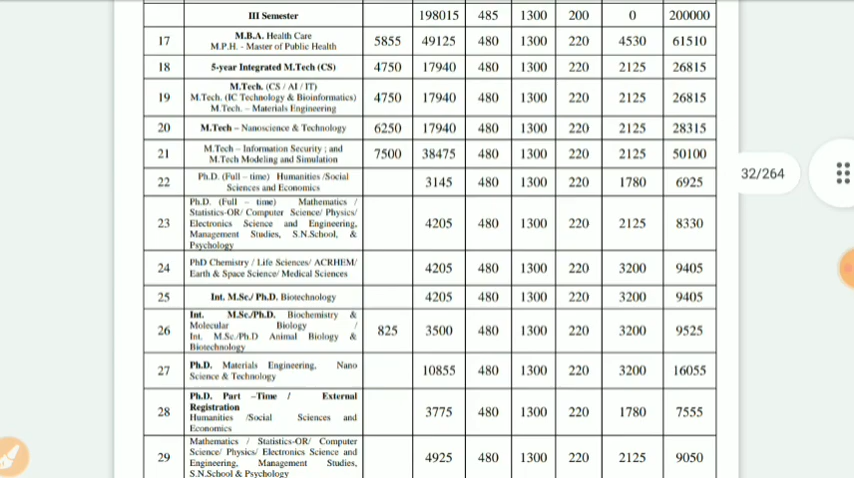 III Semester 198015 485 1300 200 0 200000
17 M.B.A. Health Care
M.P.H. - Master of Public Health 5855 49125 480 1300 220 4530 61510
18 5-year Integrated M.Tech (CS) 4750 17940 480 1300 220 2125 26815
19 M.Tech. (CS / AI / IT)
M.Tech. (IC Technology & Bioinformatics)
M.Tech. – Materials Engineering 4750 17940 480 1300 220 2125 26815
20 M.Tech – Nanoscience & Technology 6250 17940 480 1300 220 2125 28315
21 M.Tech – Information Security ; and
M.Tech Modeling and Simulation 7500 38475 480 1300 220 2125 50100
22 Ph.D. (Full – time) Humanities /Social
Sciences and Economics 3145 480 1300 220 1780 6925
32/264
23 Ph.D. (Full – time) Mathematics /
Statistics-OR/ Computer Science/ Physics/
Electronics Science and Engineering,
Management Studies, S.N.School, &
Psychology 4205 480 1300 220 2125 8330
24 PhD Chemistry / Life Sciences/ ACRHEM/
Earth & Space Science/ Medical Sciences 4205 480 1300 220 3200 9405
25 Int. M.Sc./ Ph.D. Biotechnology 4205 480 1300 220 3200 9405
26 Int. M.Sc./Ph.D. Biochemistry &
Molecular Biology /
Int. M.Sc./Ph.D Animal Biology &
Biotechnology 825 3500 480 1300 220 3200 9525
27 Ph.D. Materials Engineering, Nano
Science & Technology 10855 480 1300 220 3200 16055
28 Ph.D. Part –Time / External
Registration
Humanities /Social Sciences and
Economics 3775 480 1300 220 1780 7555
29 Mathematics / Statistics-OR/ Computer
Science/ Physics/ Electronics Science and
Engineering, Management Studies,
S.N.School & Psychology 4925 480 1300 220 2125 9050